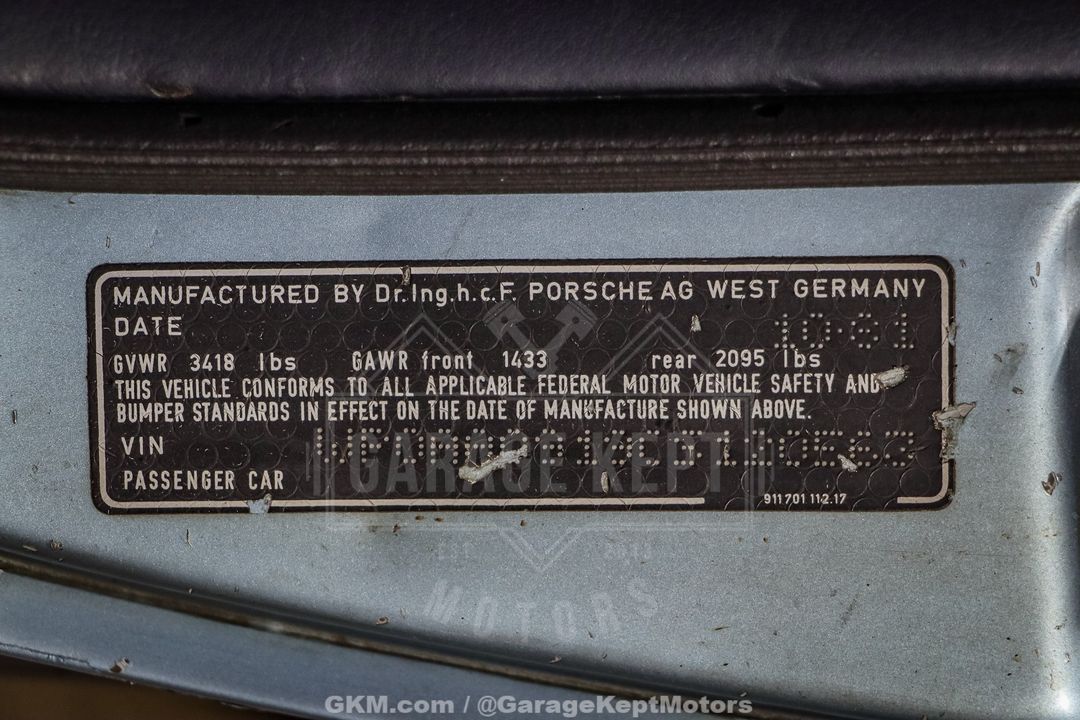 MANUFACTURED BY Dr.Ing.h.c.F. PORSCHE AG WEST GERMANY
DATE
GVWR 3418 lbs GAWR front 1433 rear 2095 lbs
THIS VEHICLE CONFORMS TO ALL APPLICABLE FEDERAL MOTOR VEHICLE SAFETY AND
BUMPER STANDARDS IN EFFECT ON THE DATE OF MANUFACTURE SHOWN ABOVE.
VIN
GARAGE KEPT
PASSENGER CAR
911 701 112.17
MOTORS
GKM.com / @GarageKeptMotors